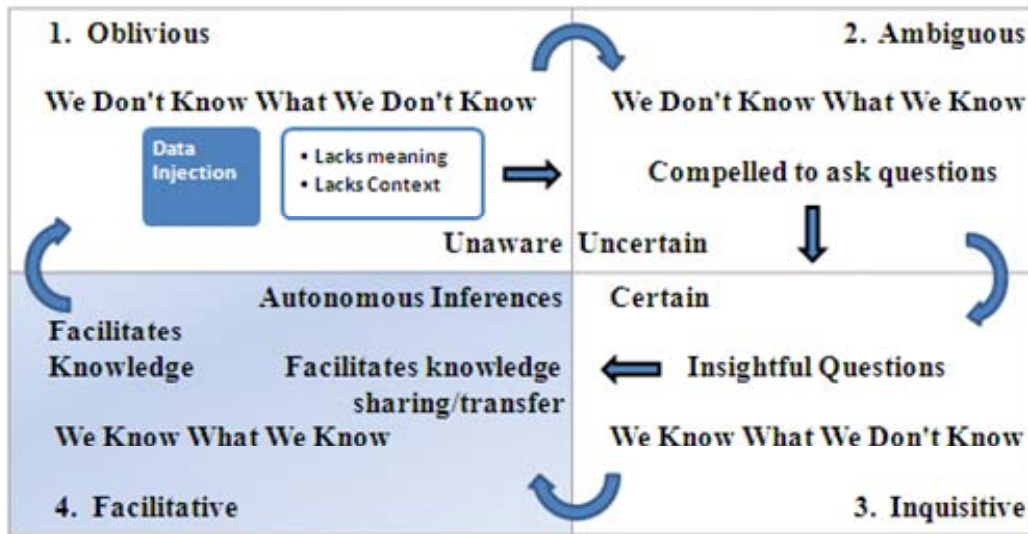 1. Oblivious
We Don't Know What We Don't Know
Data
Injection
• Lacks meaning
• Lacks Context
Unaware
2. Ambiguous
We Don't Know What We Know
Compelled to ask questions
Uncertain
Certain
Insightful Questions
We Know What We Don't Know
3. Inquisitive
Autonomous Inferences
Facilitates
Knowledge
Facilitates knowledge
sharing/transfer
We Know What We Know
4. Facilitative